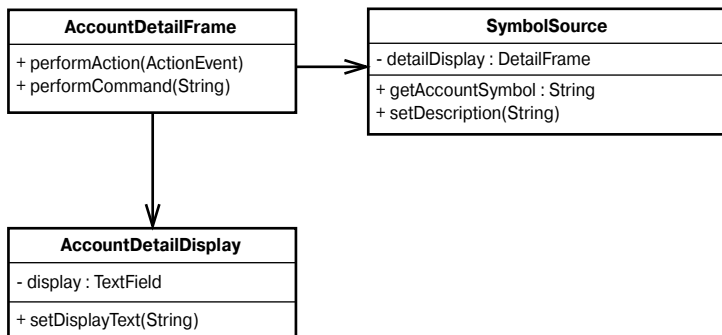 AccountDetailFrame
+ performAction(ActionEvent)
+ performCommand(String)
SymbolSource
- detailDisplay : DetailFrame
+ getAccountSymbol : String
+ setDescription(String)
AccountDetailDisplay
- display : TextField
+ setDisplayText(String)